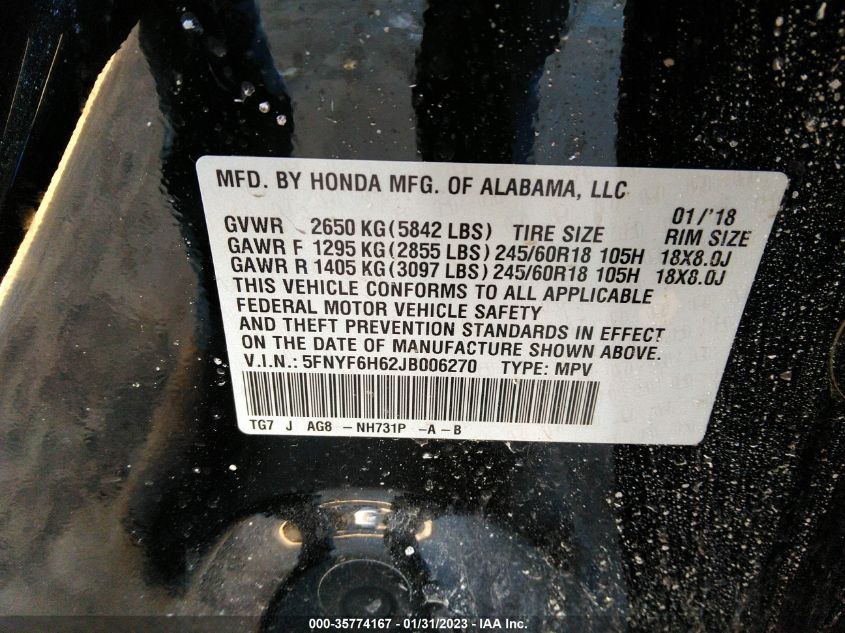 MFD. BY HONDA MFG. OF ALABAMA, LLC
01/'18
GVWR 2650 KG(5842 LBS) TIRE SIZE RIM SIZE
GAWR F 1295 KG(2855 LBS) 245/60R18 105H 18X8.0J
GAWR R 1405 KG(3097 LBS) 245/60R18 105H 18X8.0J
THIS VEHICLE CONFORMS TO ALL APPLICABLE
FEDERAL MOTOR VEHICLE SAFETY
AND THEFT PREVENTION STANDARDS IN EFFECT
ON THE DATE OF MANUFACTURE SHOWN ABOVE.
V.I.N.: 5FNYF6H62JB006270 TYPE: MPV
TG7 J AG8 -NH731P -A-B
000-35774167 - 01/31/2023 - IAA Inc.